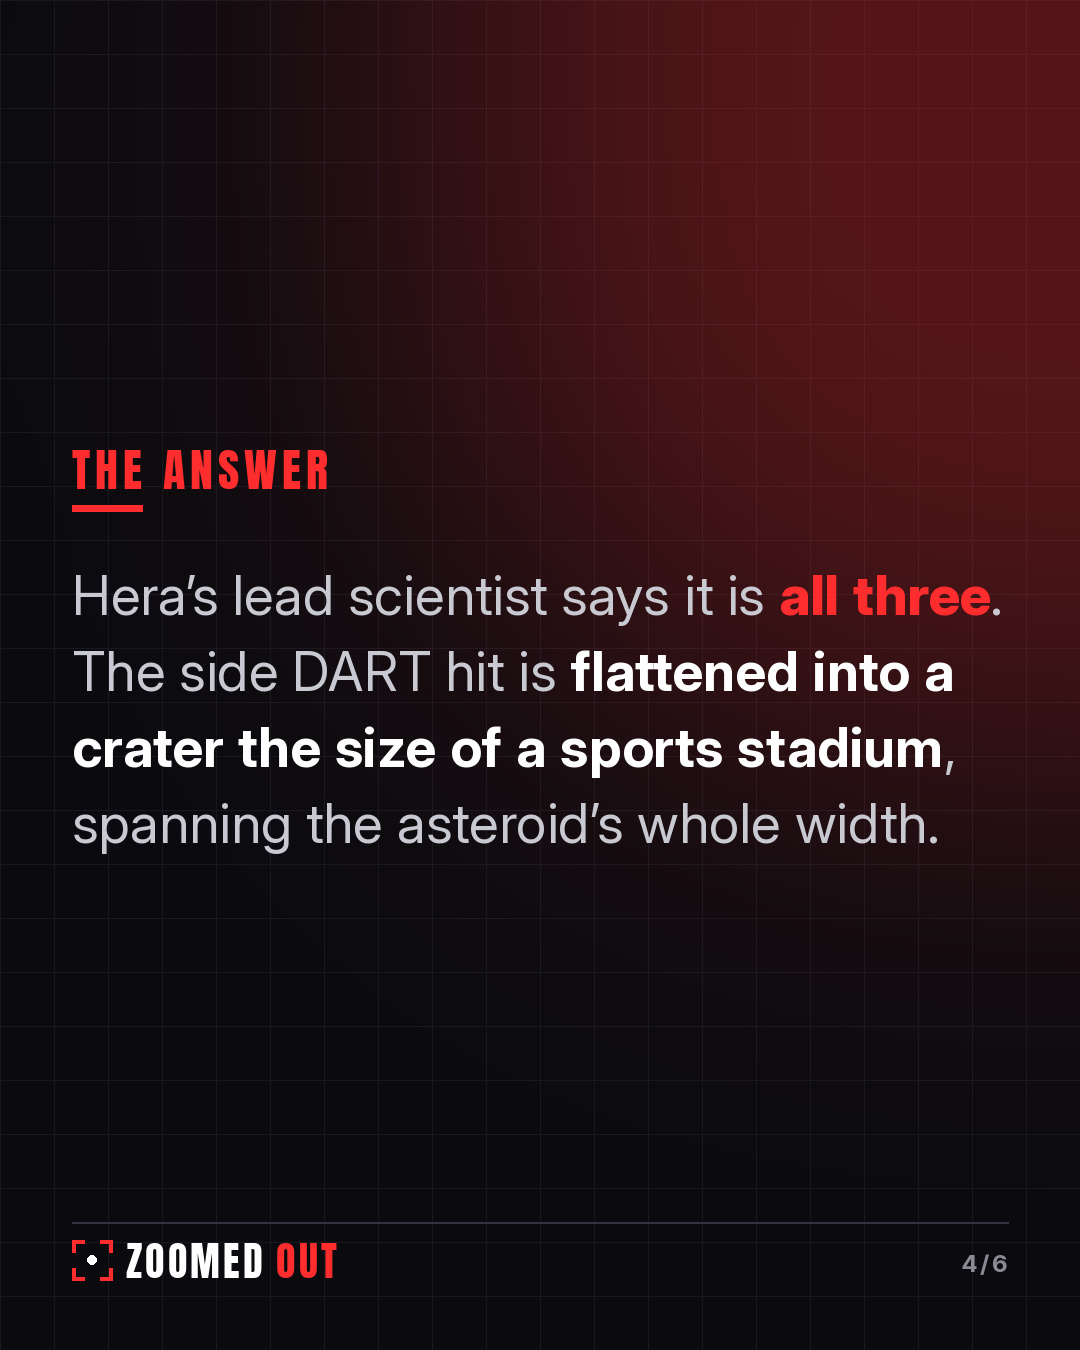 THE ANSWER
Hera’s lead scientist says it is all three.
The side DART hit is flattened into a
crater the size of a sports stadium,
spanning the asteroid’s whole width.
ZOOMED OUT
4/6